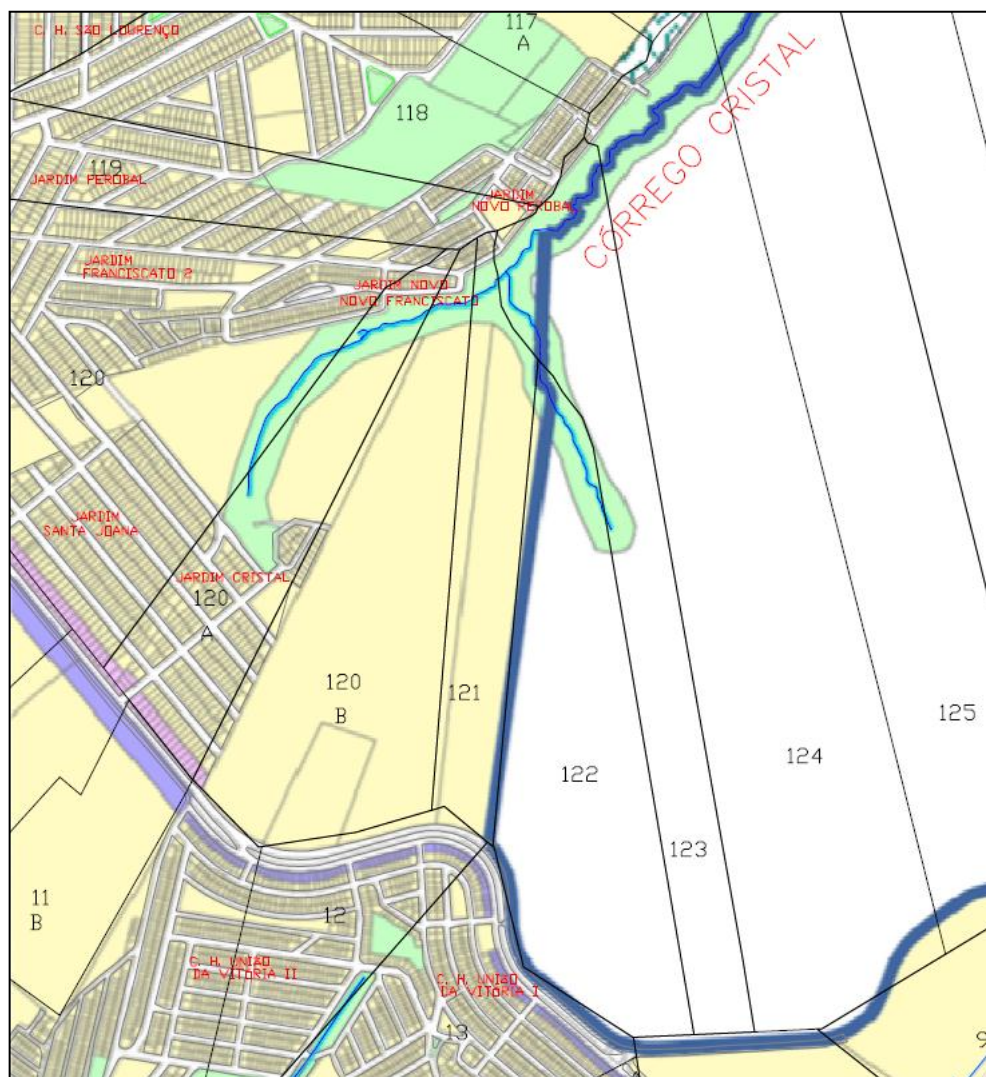 C. H. SÃO LOURENÇO
117
A
118
CÓRREGO CRISTAL
119
JARDIM PEROBAL
JARDIM
NOVO PEROBAL
JARDIM
FRANCISCATO 2
JARDIM NOVO
NOVO FRANCISCATO
120
JARDIM
SANTA JOANA
JARDIM CRISTAL
120
A
120
B
121
122
123
124
125
11
B
12
C. H. UNIÃO
DA VITÓRIA II
C. H. UNIÃO
DA VITÓRIA I
13
9